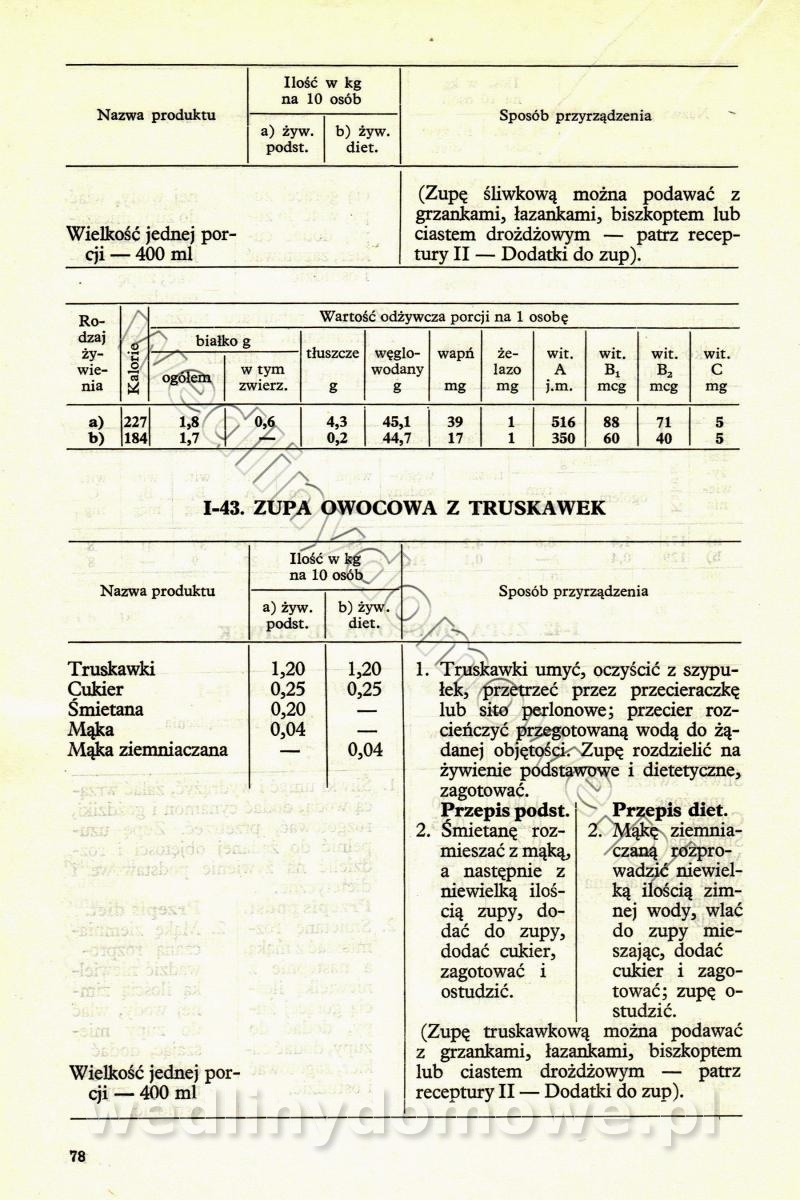 Nazwa produktu
Ilość w kg
na 10 osób
a) żyw.
podst.
b) żyw.
diet.
Sposób przyrządzenia
Wielkość jednej por-
cji — 400 ml
(Zupę śliwkową można podawać z
grzankami, łazankami, biszkoptem lub
ciastem drożdżowym — patrz recep-
tury II — Dodatki do zup).
Ro-
dzaj
ży-
wie-
nia
Kalorie
Wartość odżywcza porcji na 1 osobę
białko g
ogółem
w tym
zwierz.
tłuszcze
g
węglo-
wodany
g
wapń
mg
że-
lazo
mg
wit.
A
j.m.
wit.
B₁
mcg
wit.
B₂
mcg
wit.
C
mg
a) 227 1,8 0,6 4,3 45,1 39 1 516 88 71 5
b) 184 1,7 — 0,2 44,7 17 1 350 60 40 5
I-43. ZUPA OWOCOWA Z TRUSKAWEK
Nazwa produktu
Ilość w kg
na 10 osób
a) żyw.
podst.
b) żyw.
diet.
Sposób przyrządzenia
Truskawki 1,20 1,20
Cukier 0,25 0,25
Śmietana 0,20 —
Mąka 0,04 —
Mąka ziemniaczana — 0,04
Wielkość jednej por-
cji — 400 ml
1. Truskawki umyć, oczyścić z szypu-
łek, przetrzeć przez przecieraczkę
lub sito perlonowe; przecier roz-
cieńczyć przegotowaną wodą do żą-
danej objętości. Zupę rozdzielić na
żywienie podstawowe i dietetyczne,
zagotować.
Przepis podst.
2. Śmietanę roz-
mieszać z mąką,
a następnie z
niewielką iloś-
cią zupy, do-
dać do zupy,
dodać cukier,
zagotować i
ostudzić.
Przepis diet.
2. Mąkę ziemnia-
czaną rozpro-
wadzić niewiel-
ką ilością zim-
nej wody, wlać
do zupy mie-
szając, dodać
cukier i zago-
tować; zupę o-
studzić.
(Zupę truskawkową można podawać
z grzankami, łazankami, biszkoptem
lub ciastem drożdżowym — patrz
receptury II — Dodatki do zup).
wedlinydomowe.pl
wedlinydomowe.pl
78